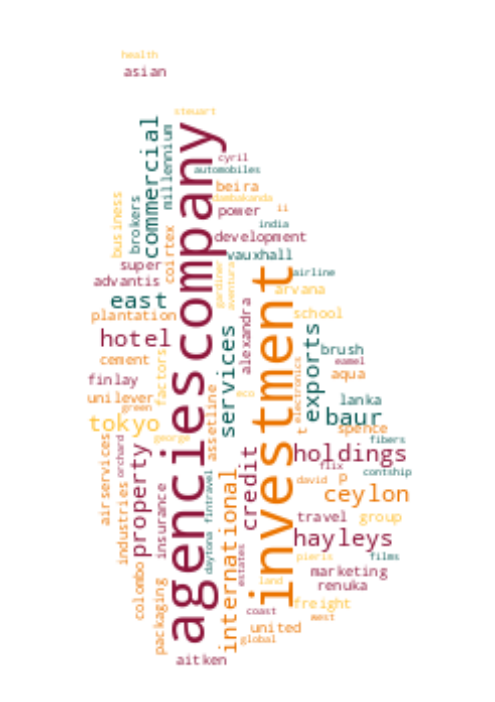 health
asian
steuart
commercial
millennium
company
cyril
automobiles
beira
dambakanda
power
ii
business
brokers
india
development
coirtex
vauxhall
super
airline
advantis
gardiner
aventura
arvana
east
investment
plantation
alexandra
school
hotel
services
exports
brush
cement
factors
eamel
finlay
aqua
electronics
unilever
assetline
eco
lanka
green
agencies
baur
tokyo
t
spence
george
fibers
airservices
orchard
property
credit
holdings
flix
contship
industries
insurance
daytona
fintravel
international
david
p
ceylon
travel
group
hayleys
estates
pieris
films
colombo
packaging
land
marketing
renuka
coast
freight
west
united
global
aitken